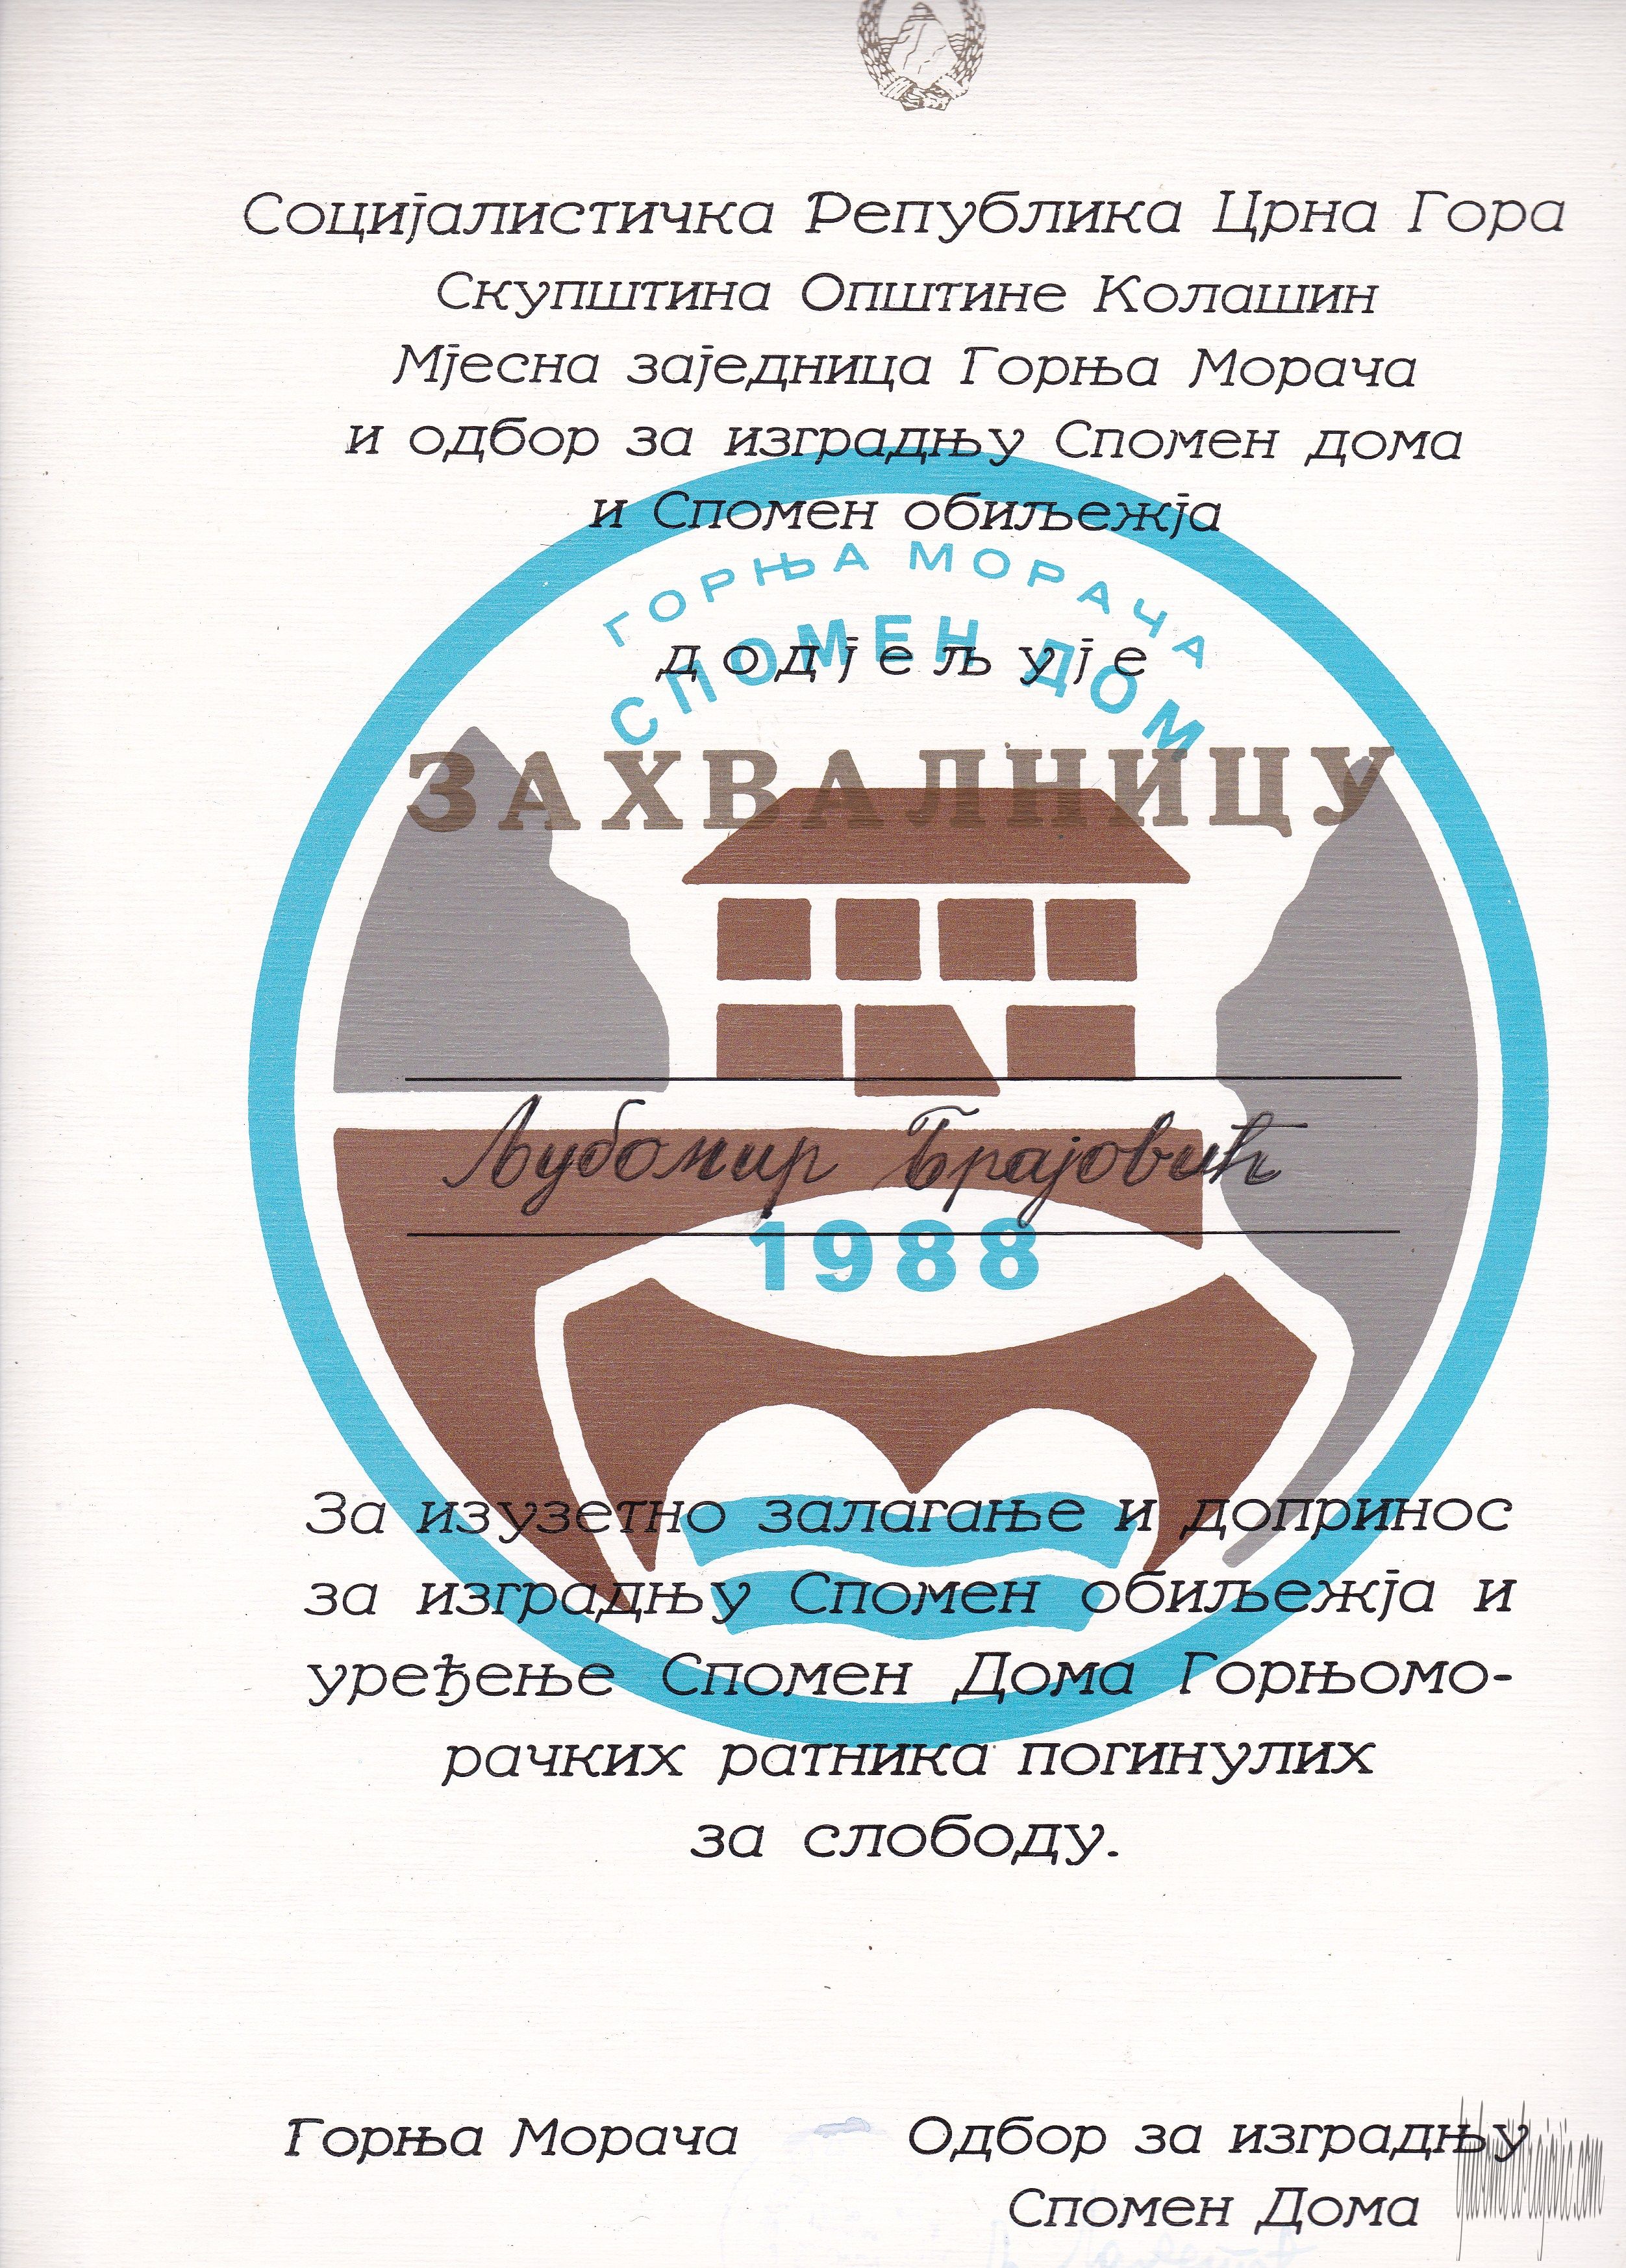 Социјалистичка Република Црна Гора
Скупштина Општине Колашин
Мјесна заједница Горња Морача
и одбор за изградњу Спомен дома
и Спомен обиљежја
ГОРЊА МОРАЧА
СПОМЕН ДОМ
додјељује
ЗАХВАЛНИЦУ
Љубомир Брајовић
1988
За изузетно залагање и допринос
за изградњу Спомен обиљежја и
уређење Спомен Дома Горњомо-
рачких ратника погинулих
за слободу.
Горња Морача
Одбор за изградњу
Спомен Дома
ljubomirbrajovic.com